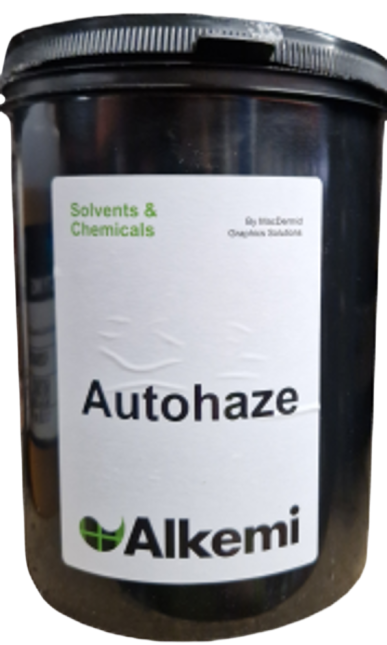 Solvents &
Chemicals
By MacDermid
Graphics Solutions
Autohaze
Alkemi